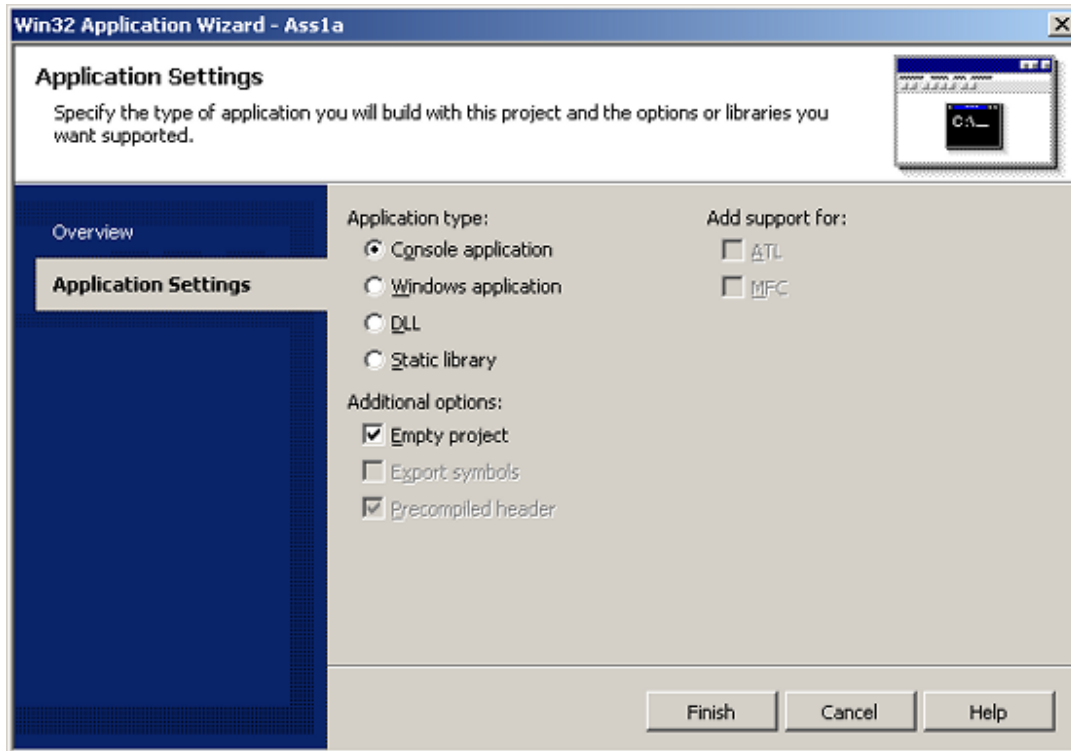 Win32 Application Wizard - Ass1a
Application Settings
Specify the type of application you will build with this project and the options or libraries you
want supported.
C:\_
Overview
Application Settings
Application type:
Console application
Windows application
DLL
Static library
Additional options:
Empty project
Export symbols
Precompiled header
Add support for:
ATL
MFC
Finish
Cancel
Help